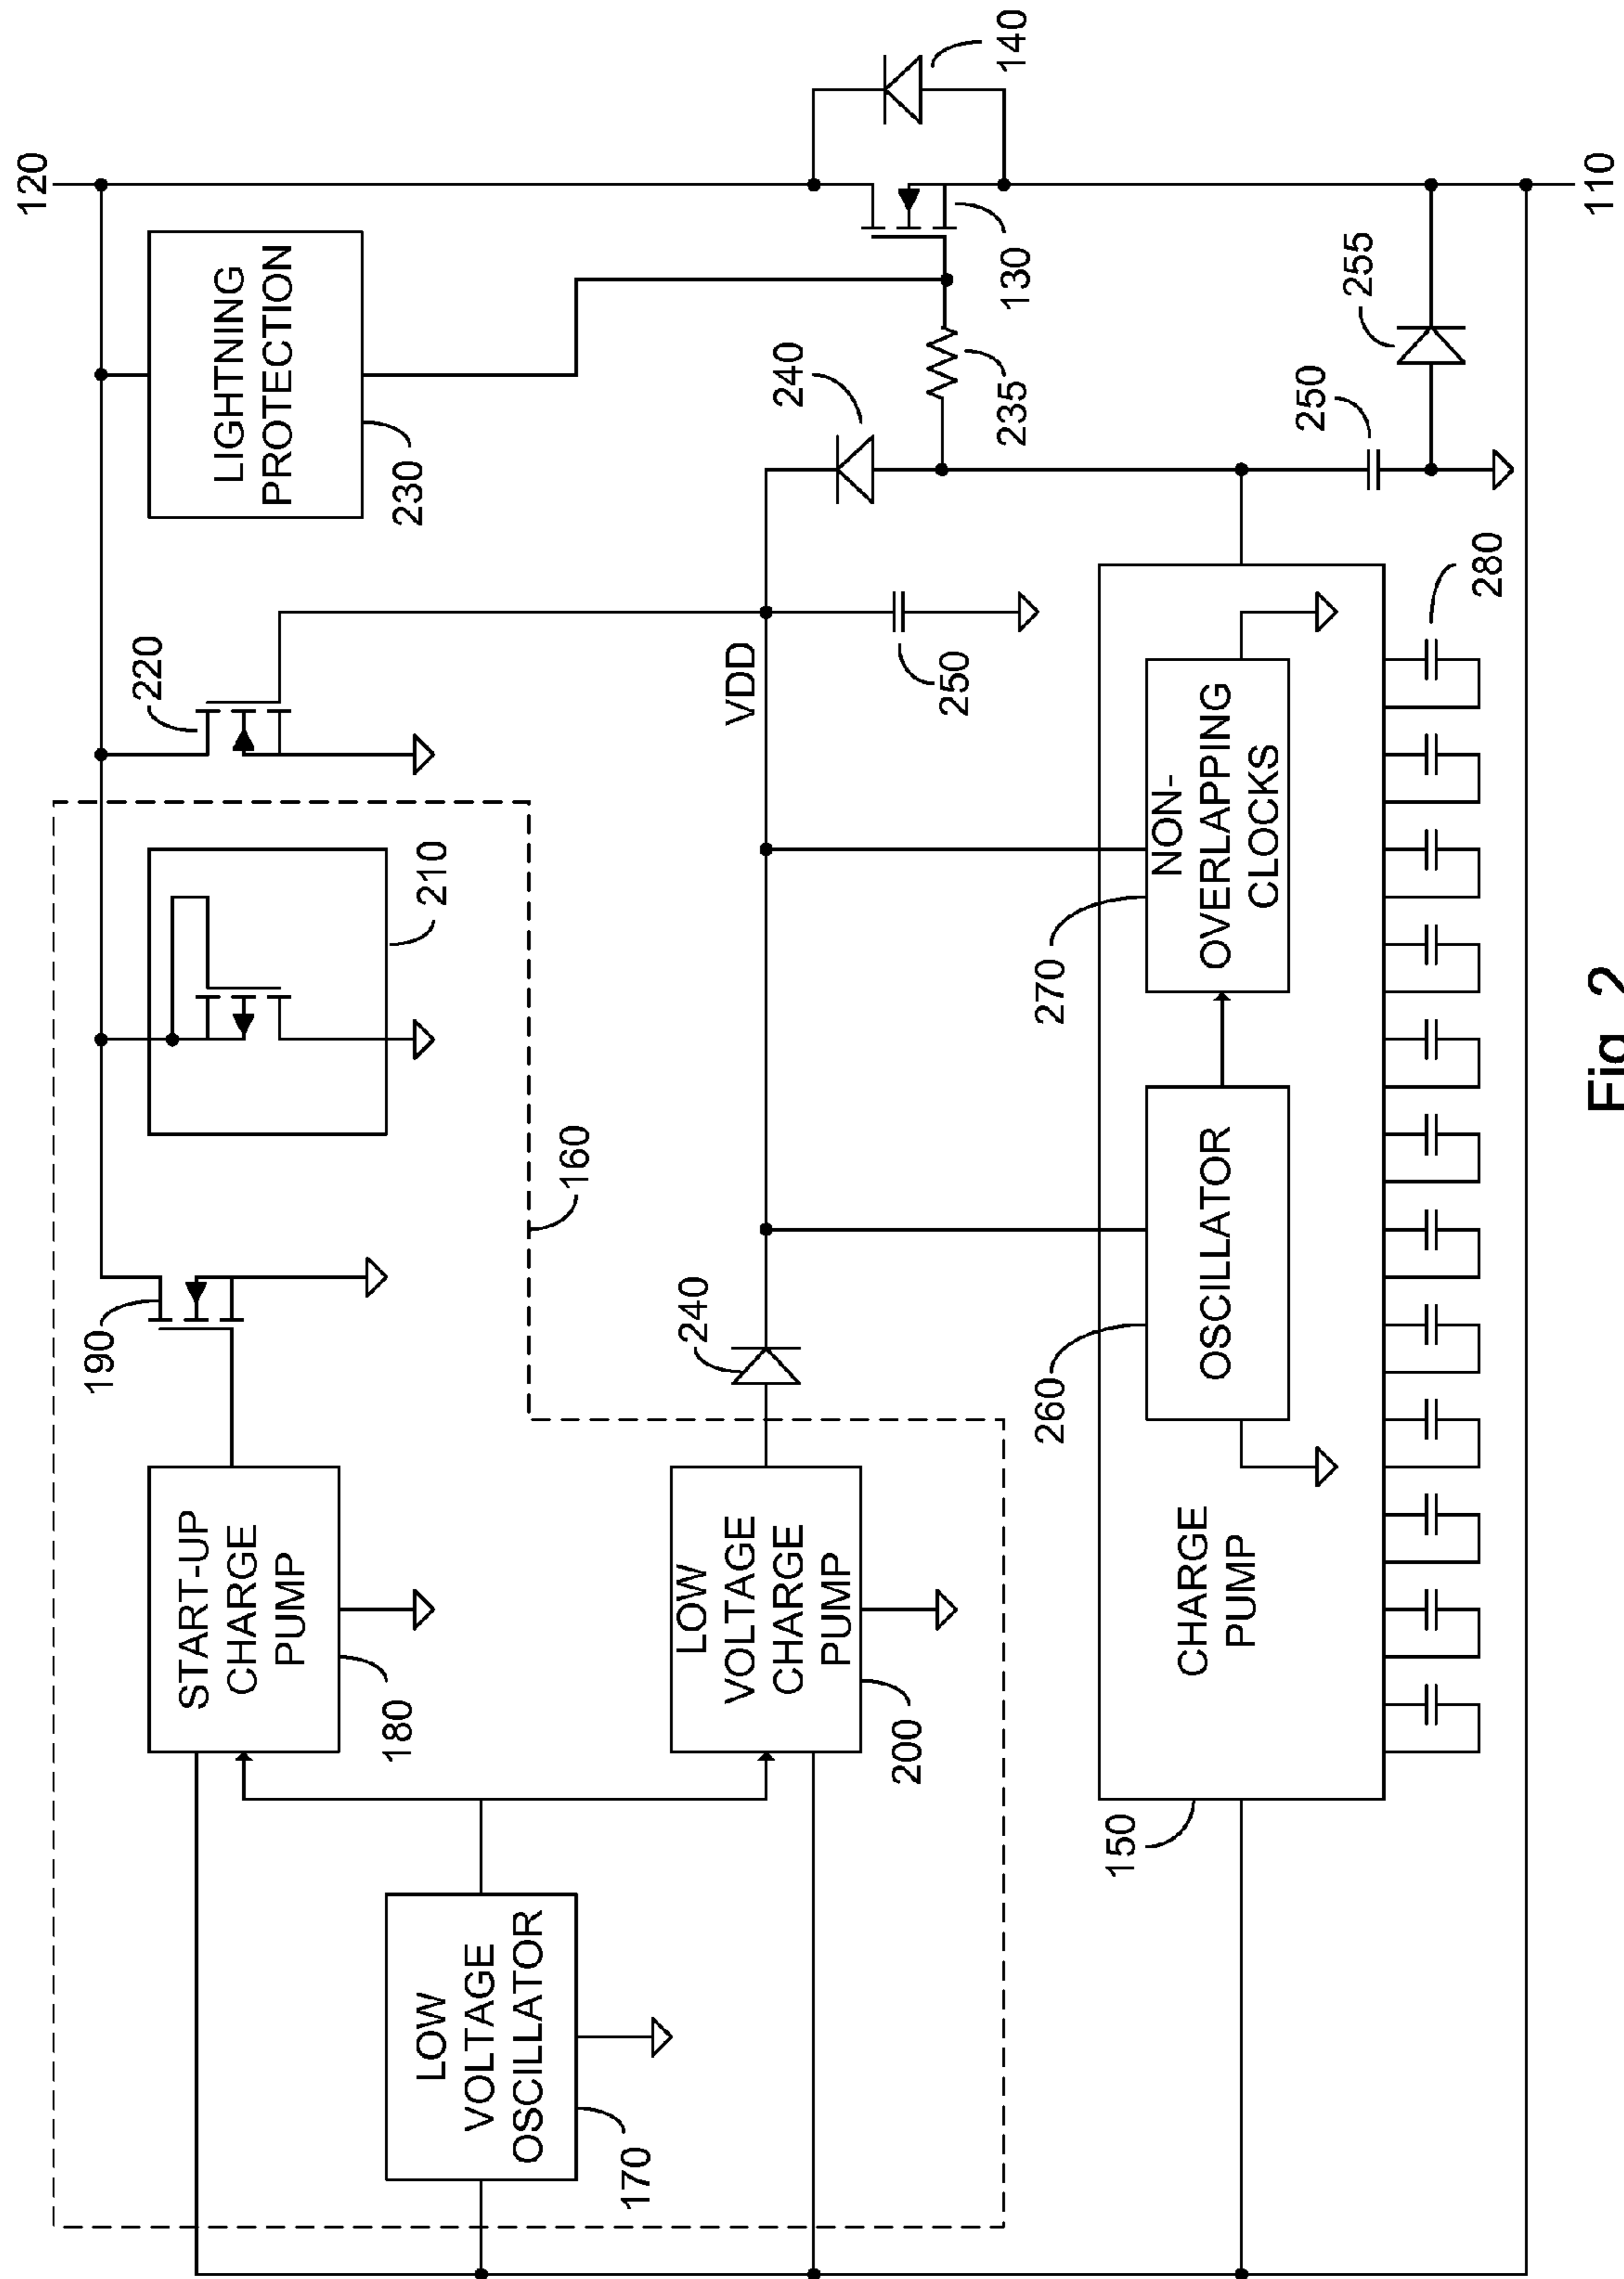 120
LIGHTNING
PROTECTION
230
140
130
235
240
255
250
110
220
VDD
250
280
210
160
190
240
270
NON-
OVERLAPPING
CLOCKS
260
OSCILLATOR
START-UP
CHARGE
PUMP
180
LOW
VOLTAGE
CHARGE
PUMP
200
CHARGE
PUMP
150
LOW
VOLTAGE
OSCILLATOR
170
Fig. 2